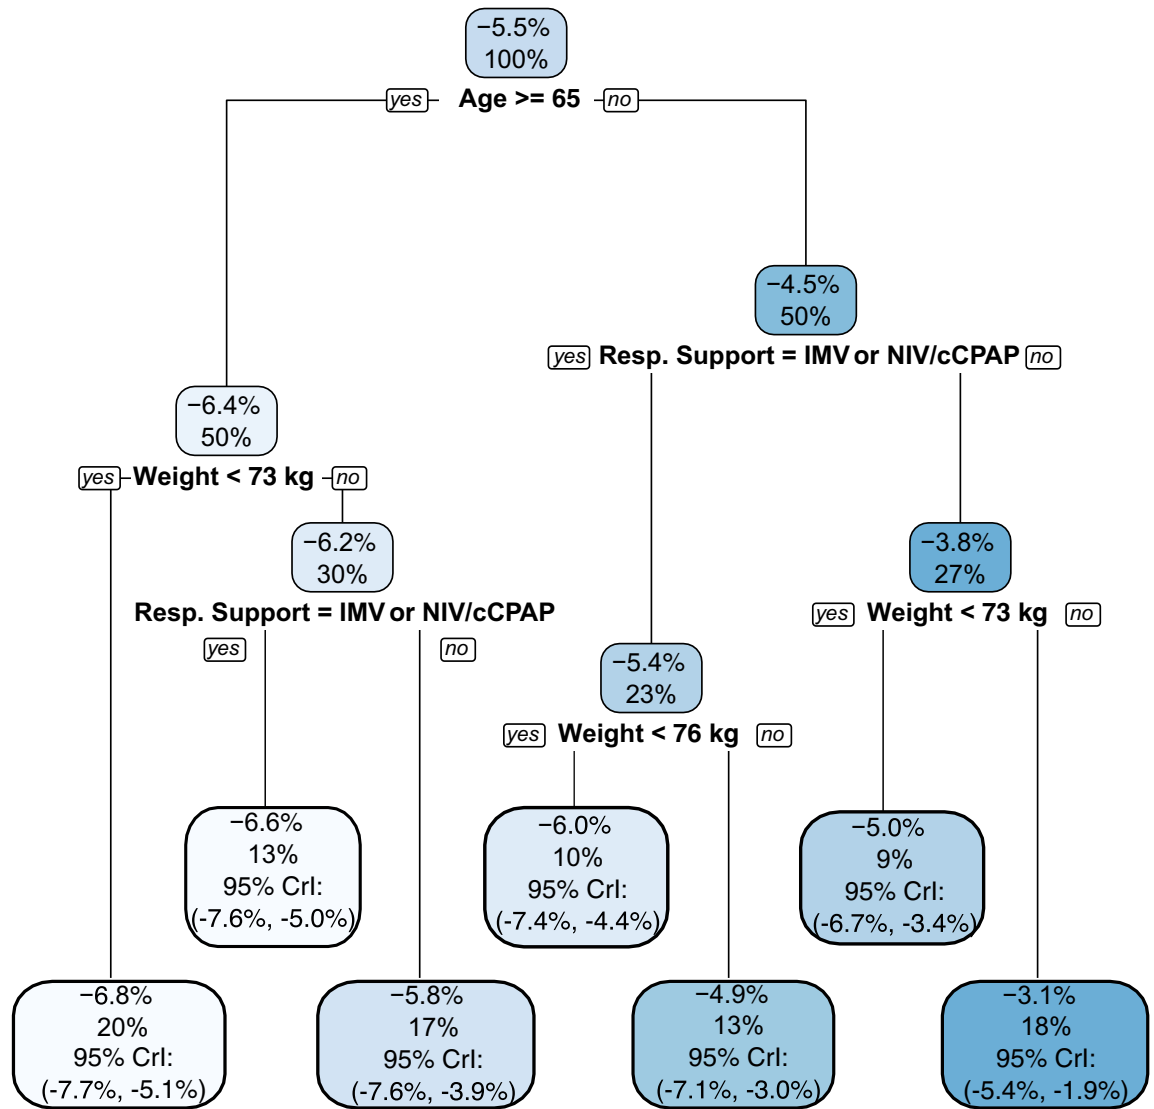 −5.5%
100%
yes Age >= 65 no
−4.5%
50%
yes Resp. Support = IMV or NIV/cCPAP no
−6.4%
50%
yes Weight < 73 kg no
−6.2%
30%
Resp. Support = IMV or NIV/cCPAP
yes no
−3.8%
27%
yes Weight < 73 kg no
−5.4%
23%
yes Weight < 76 kg no
−6.6%
13%
95% CrI:
(-7.6%, -5.0%)
−6.0%
10%
95% CrI:
(-7.4%, -4.4%)
−5.0%
9%
95% CrI:
(-6.7%, -3.4%)
−6.8%
20%
95% CrI:
(-7.7%, -5.1%)
−5.8%
17%
95% CrI:
(-7.6%, -3.9%)
−4.9%
13%
95% CrI:
(-7.1%, -3.0%)
−3.1%
18%
95% CrI:
(-5.4%, -1.9%)